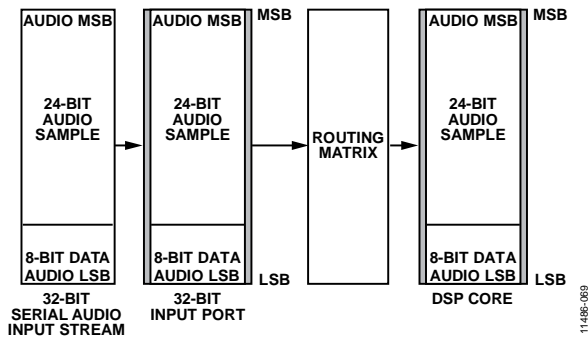 AUDIO MSB
24-BIT
AUDIO
SAMPLE
8-BIT DATA
AUDIO LSB
32-BIT
SERIAL AUDIO
INPUT STREAM
AUDIO MSB
MSB
24-BIT
AUDIO
SAMPLE
8-BIT DATA
AUDIO LSB
LSB
32-BIT
INPUT PORT
ROUTING
MATRIX
AUDIO MSB
MSB
24-BIT
AUDIO
SAMPLE
8-BIT DATA
AUDIO LSB
LSB
DSP CORE
11486-069